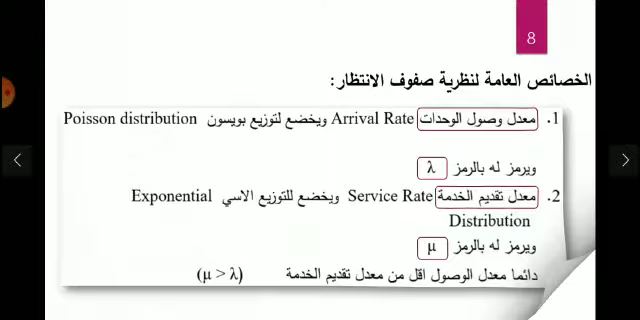 8
الخصائص العامة لنظرية صفوف الانتظار:
1. معدل وصول الوحدات Arrival Rate ويخضع لتوزيع بويسون Poisson distribution
ويرمز له بالرمز λ
2. معدل تقديم الخدمة Service Rate ويخضع للتوزيع الاسي Exponential
Distribution
ويرمز له بالرمز μ
دائما معدل الوصول اقل من معدل تقديم الخدمة (μ > λ)